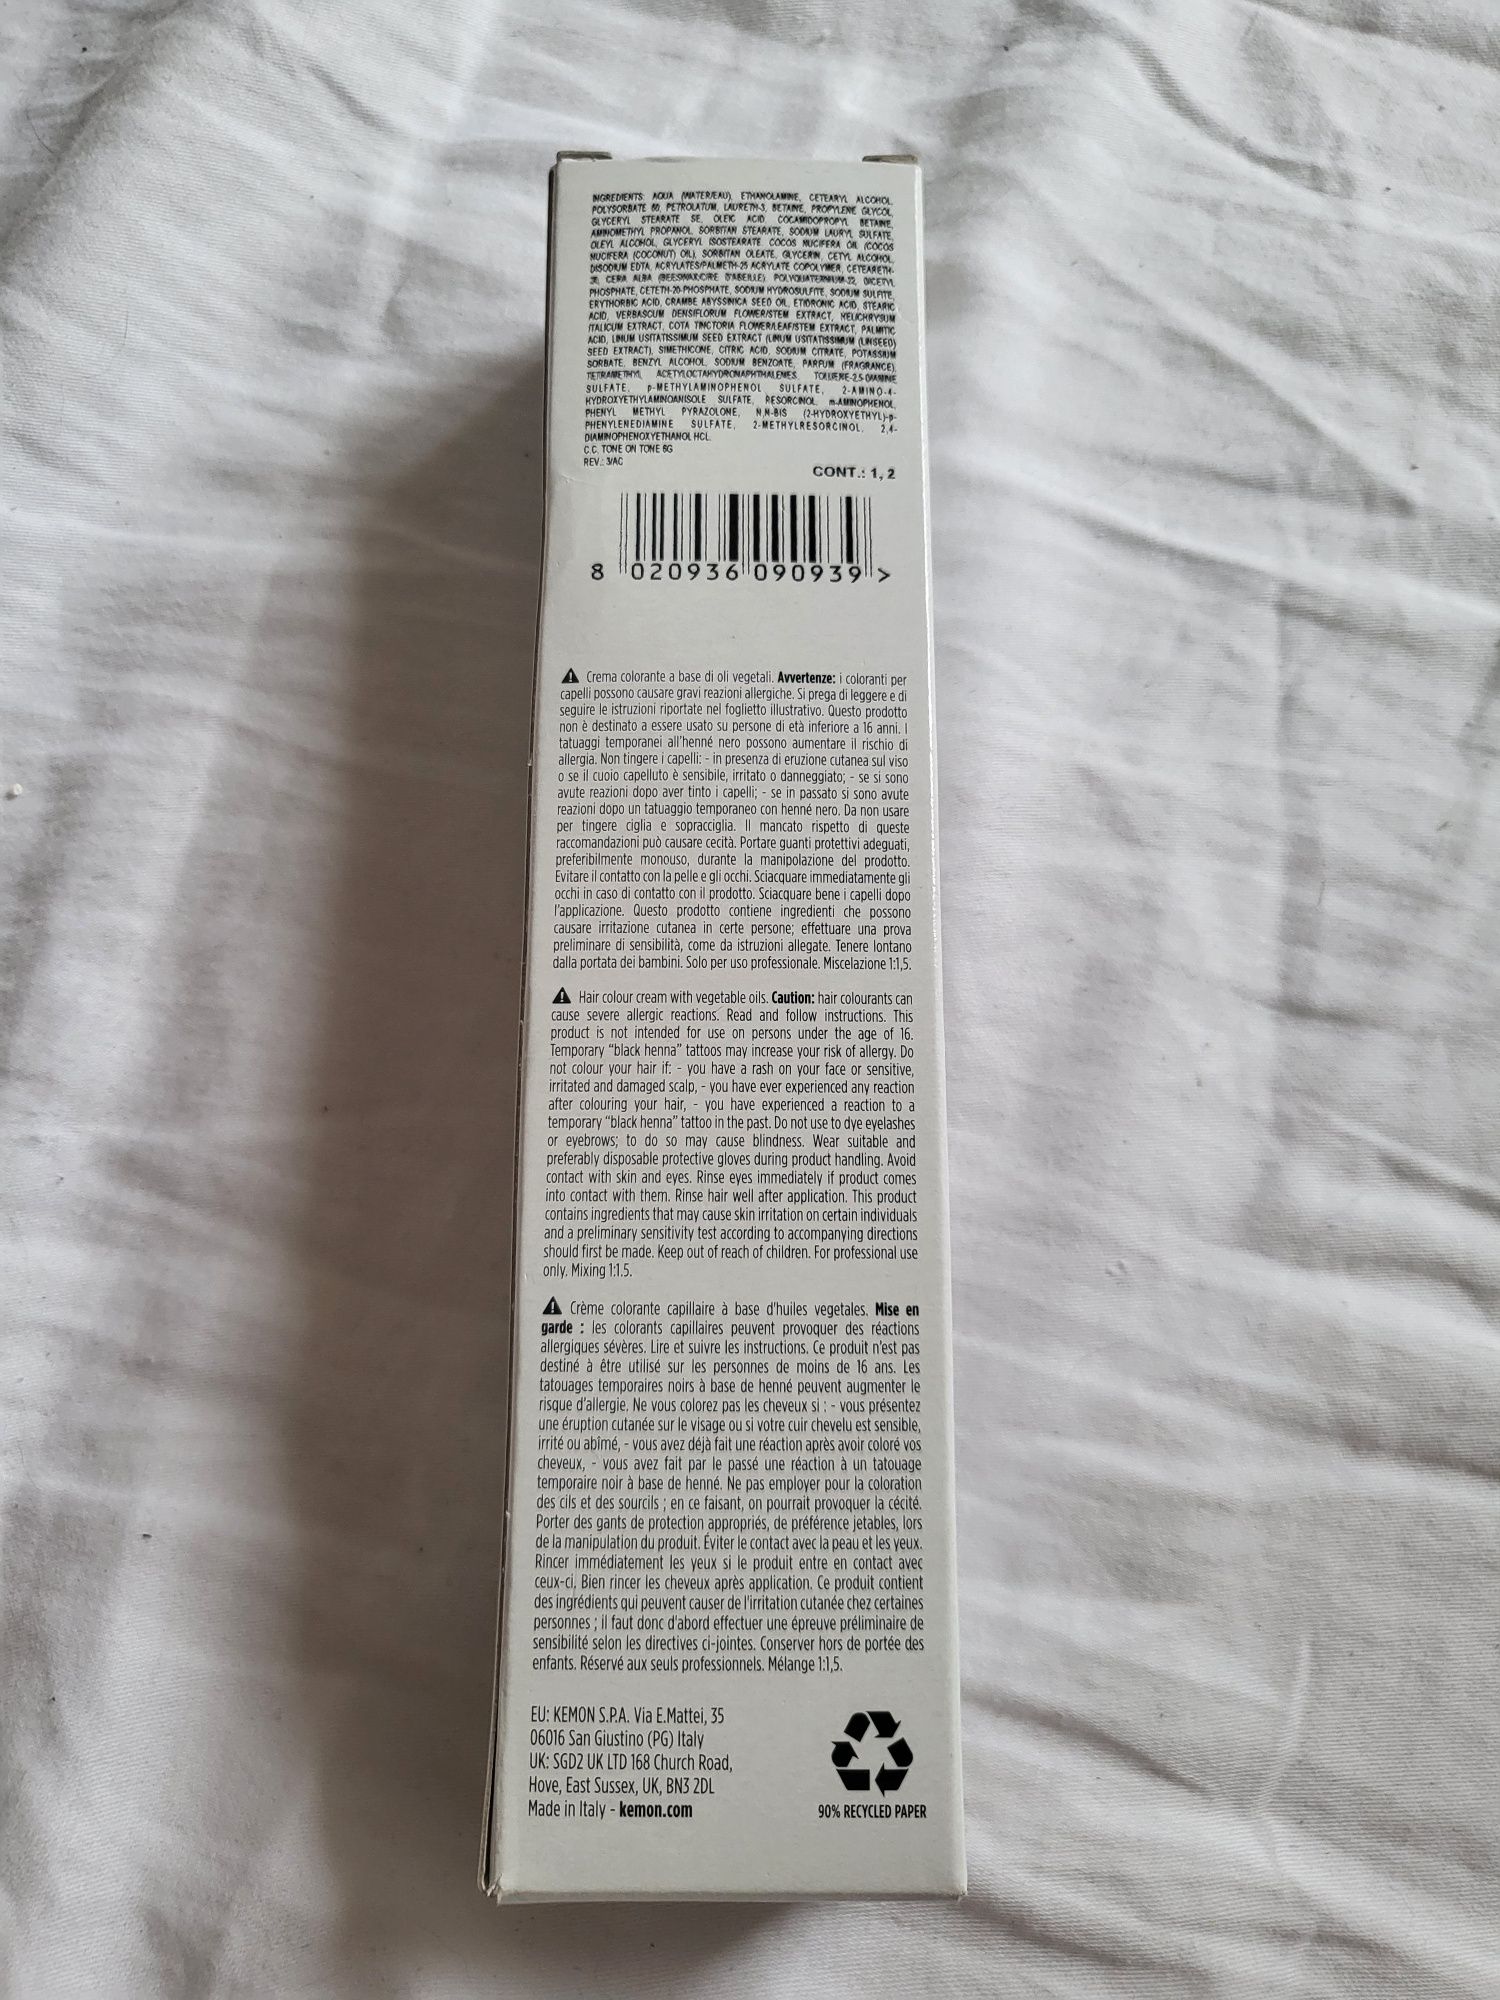 INGREDIENTS: AQUA (WATER/EAU), ETHANOLAMINE, CETEARYL ALCOHOL,
POLYSORBATE 60, PETROLATUM, LAURETH-3, BETAINE, PROPYLENE GLYCOL,
GLYCERYL STEARATE SE, OLEIC ACID, COCAMIDOPROPYL BETAINE,
AMINOMETHYL PROPANOL, SORBITAN STEARATE, SODIUM LAURYL SULFATE,
OLEYL ALCOHOL, GLYCERYL ISOSTEARATE, COCOS NUCIFERA OIL (COCOS
NUCIFERA (COCONUT) OIL), SORBITAN OLEATE, GLYCERIN, CETYL ALCOHOL,
DISODIUM EDTA, ACRYLATES/PALMETH-25 ACRYLATE COPOLYMER, CETEARETH-
CERA ALBA (BEESWAX/CIRE D'ABEILLE), POLYQUATERNIUM-22, DICETYL
PHOSPHATE, CETETH-20 PHOSPHATE, SODIUM HYDROSULFITE, SODIUM SULFITE,
ERYTHORBIC ACID, CRAMBE ABYSSINICA SEED OIL, ETIDRONIC ACID, STEARIC
ACID, VERBASCUM DENSIFLORUM FLOWER/STEM EXTRACT, HELICHRYSUM
ITALICUM EXTRACT, COTA TINCTORIA FLOWER/LEAF/STEM EXTRACT, PALMITIC
ACID, LINUM USITATISSIMUM SEED EXTRACT (LINUM USITATISSIMUM (LINSEED)
SEED EXTRACT), SIMETHICONE, CITRIC ACID, SODIUM CITRATE, POTASSIUM
SORBATE, BENZYL ALCOHOL, SODIUM BENZOATE, PARFUM (FRAGRANCE),
TETRAMETHYL ACETYLOCTAHYDRONAPHTHALENES, TOLUENE-2,5-DIAMINE
SULFATE, p-METHYLAMINOPHENOL SULFATE, 2-AMINO-4-
HYDROXYETHYLAMINOANISOLE SULFATE, RESORCINOL, m-AMINOPHENOL,
PHENYL METHYL PYRAZOLONE, N,N-BIS (2-HYDROXYETHYL)-p-
PHENYLENEDIAMINE SULFATE, 2-METHYLRESORCINOL, 2,4-
DIAMINOPHENOXYETHANOL HCL.
C.C. TONE ON TONE 6G
REV.: 3/AC
CONT.: 1, 2
8 020936 090939 >
⚠ Crema colorante a base di oli vegetali. Avvertenze: i coloranti per
capelli possono causare gravi reazioni allergiche. Si prega di leggere e di
seguire le istruzioni riportate nel foglietto illustrativo. Questo prodotto
non è destinato a essere usato su persone di età inferiore a 16 anni. I
tatuaggi temporanei all'henné nero possono aumentare il rischio di
allergia. Non tingere i capelli: - in presenza di eruzione cutanea sul viso
o se il cuoio capelluto è sensibile, irritato o danneggiato; - se si sono
avute reazioni dopo aver tinto i capelli; - se in passato si sono avute
reazioni dopo un tatuaggio temporaneo con henné nero. Da non usare
per tingere ciglia e sopracciglia. Il mancato rispetto di queste
raccomandazioni può causare cecità. Portare guanti protettivi adeguati,
preferibilmente monouso, durante la manipolazione del prodotto.
Evitare il contatto con la pelle e gli occhi. Sciacquare immediatamente gli
occhi in caso di contatto con il prodotto. Sciacquare bene i capelli dopo
l'applicazione. Questo prodotto contiene ingredienti che possono
causare irritazione cutanea in certe persone; effettuare una prova
preliminare di sensibilità, come da istruzioni allegate. Tenere lontano
dalla portata dei bambini. Solo per uso professionale. Miscelazione 1:1,5.
⚠ Hair colour cream with vegetable oils. Caution: hair colourants can
cause severe allergic reactions. Read and follow instructions. This
product is not intended for use on persons under the age of 16.
Temporary “black henna” tattoos may increase your risk of allergy. Do
not colour your hair if: - you have a rash on your face or sensitive,
irritated and damaged scalp, - you have ever experienced any reaction
after colouring your hair, - you have experienced a reaction to a
temporary “black henna” tattoo in the past. Do not use to dye eyelashes
or eyebrows; to do so may cause blindness. Wear suitable and
preferably disposable protective gloves during product handling. Avoid
contact with skin and eyes. Rinse eyes immediately if product comes
into contact with them. Rinse hair well after application. This product
contains ingredients that may cause skin irritation on certain individuals
and a preliminary sensitivity test according to accompanying directions
should first be made. Keep out of reach of children. For professional use
only. Mixing 1:1.5.
⚠ Crème colorante capillaire à base d'huiles vegetales. Mise en
garde : les colorants capillaires peuvent provoquer des réactions
allergiques sévères. Lire et suivre les instructions. Ce produit n'est pas
destiné à être utilisé sur les personnes de moins de 16 ans. Les
tatouages temporaires noirs à base de henné peuvent augmenter le
risque d'allergie. Ne vous colorez pas les cheveux si : - vous présentez
une éruption cutanée sur le visage ou si votre cuir chevelu est sensible,
irrité ou abîmé, - vous avez déjà fait une réaction après avoir coloré vos
cheveux, - vous avez fait par le passé une réaction à un tatouage
temporaire noir à base de henné. Ne pas employer pour la coloration
des cils et des sourcils ; en ce faisant, on pourrait provoquer la cécité.
Porter des gants de protection appropriés, de préférence jetables, lors
de la manipulation du produit. Éviter le contact avec la peau et les yeux.
Rincer immédiatement les yeux si le produit entre en contact avec
ceux-ci. Bien rincer les cheveux après application. Ce produit contient
des ingrédients qui peuvent causer de l'irritation cutanée chez certaines
personnes ; il faut donc d'abord effectuer une épreuve préliminaire de
sensibilité selon les directives ci-jointes. Conserver hors de portée des
enfants. Réservé aux seuls professionnels. Mélange 1:1,5.
EU: KEMON S.P.A. Via E.Mattei, 35
06016 San Giustino (PG) Italy
UK: SGD2 UK LTD 168 Church Road,
Hove, East Sussex, UK, BN3 2DL
Made in Italy - kemon.com
90% RECYCLED PAPER